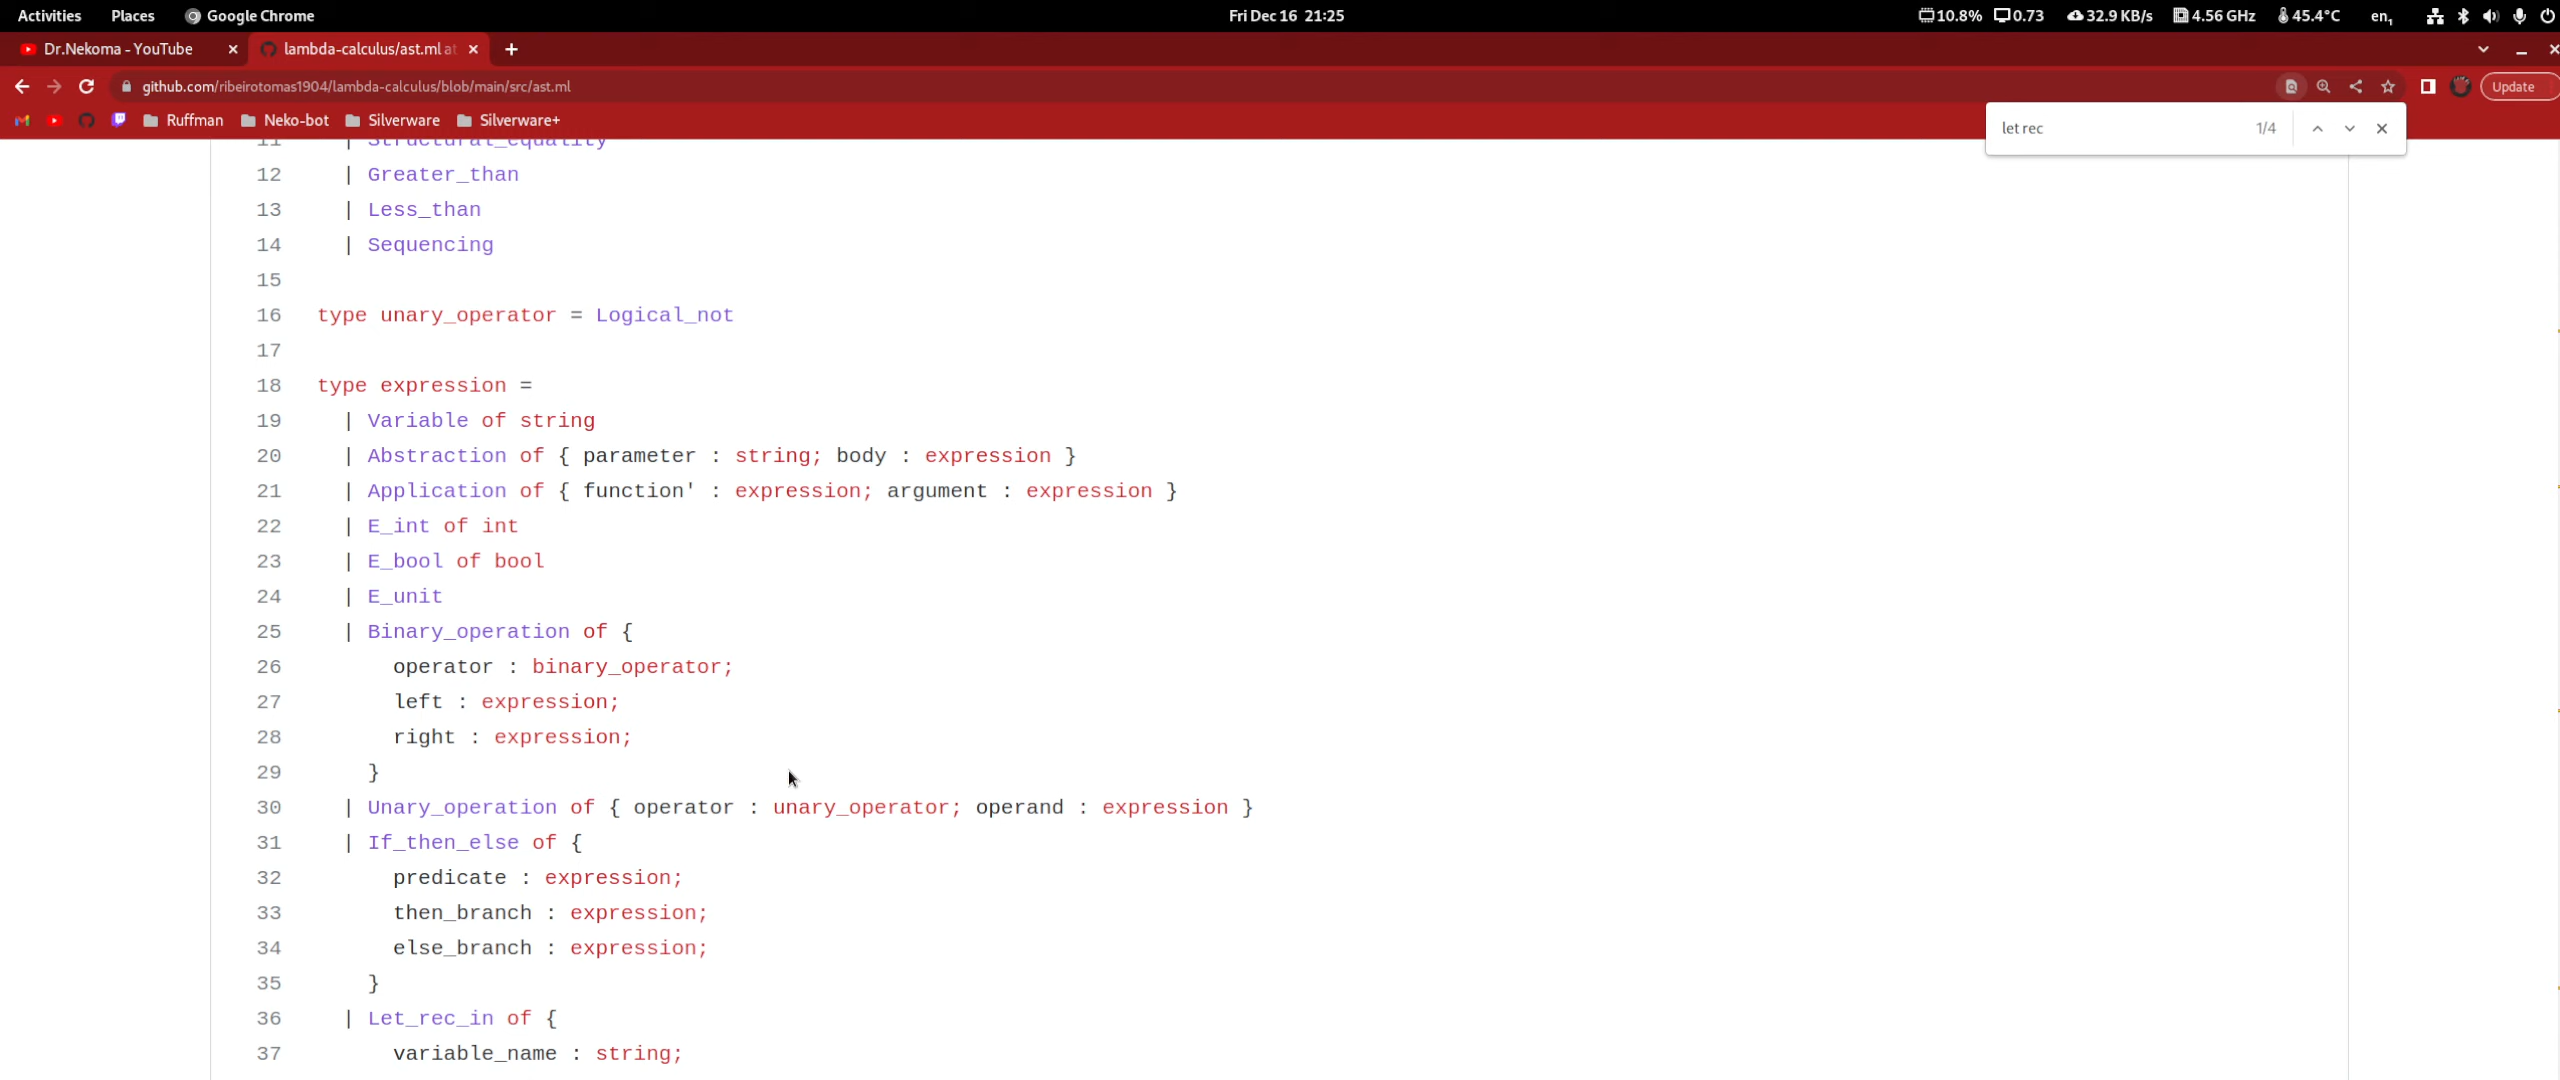 Activities Places Google Chrome Fri Dec 16 21:25 10.8% 0.73 32.9 KB/s 4.56 GHz 45.4°C en1
Dr.Nekoma - YouTube lambda-calculus/ast.ml at
github.com/ribeirotomas1904/lambda-calculus/blob/main/src/ast.ml Update
Ruffman Neko-bot Silverware Silverware+
let rec 1/4
11 | Structural_equality
12 | Greater_than
13 | Less_than
14 | Sequencing
15
16 type unary_operator = Logical_not
17
18 type expression =
19 | Variable of string
20 | Abstraction of { parameter : string; body : expression }
21 | Application of { function' : expression; argument : expression }
22 | E_int of int
23 | E_bool of bool
24 | E_unit
25 | Binary_operation of {
26 operator : binary_operator;
27 left : expression;
28 right : expression;
29 }
30 | Unary_operation of { operator : unary_operator; operand : expression }
31 | If_then_else of {
32 predicate : expression;
33 then_branch : expression;
34 else_branch : expression;
35 }
36 | Let_rec_in of {
37 variable_name : string;